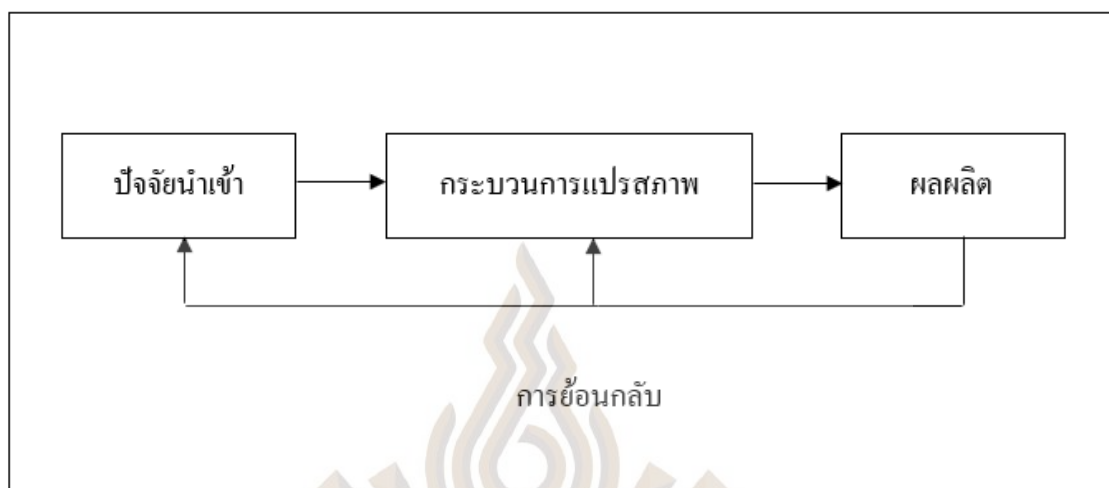 ปัจจัยนำเข้า
กระบวนการแปรสภาพ
ผลผลิต
การย้อนกลับ